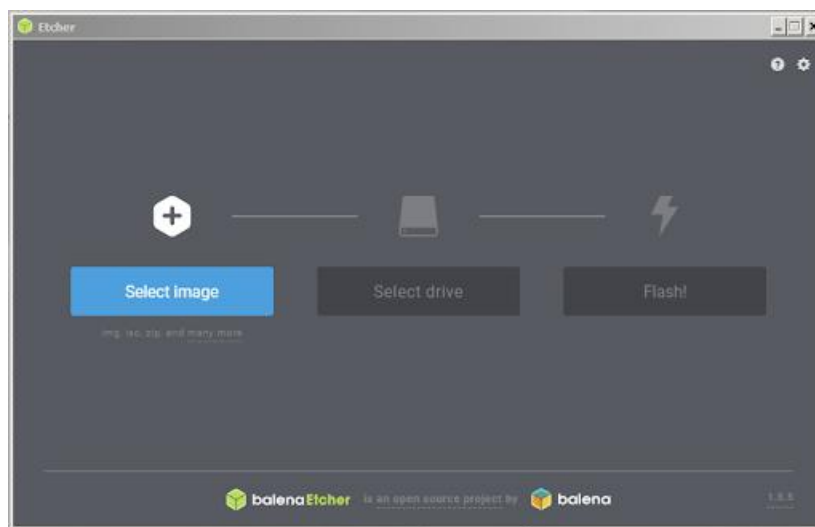 Etcher
Select image
Select drive
Flash!
img, iso, zip, and many more
balenaEtcher is an open source project by balena